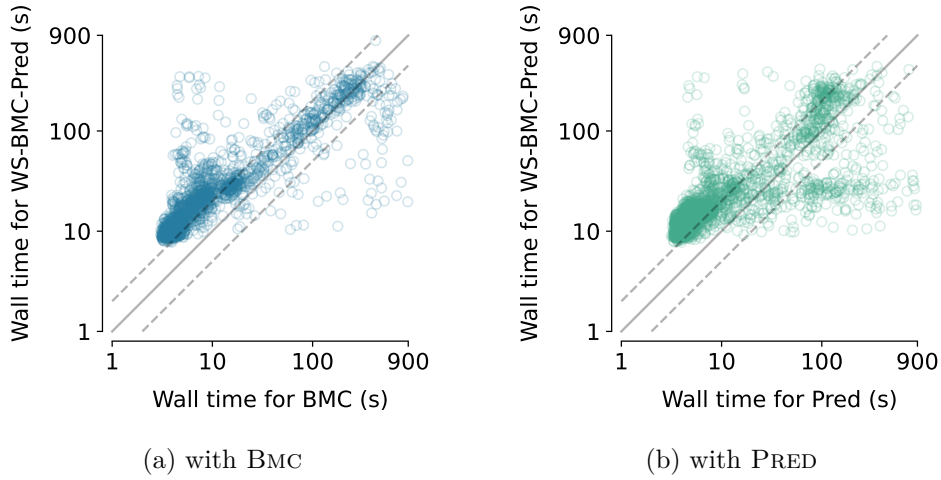 Wall time for WS-BMC-Pred (s)
900
100
10
1
1 10 100 900
Wall time for BMC (s)
(a) with BMC
Wall time for WS-BMC-Pred (s)
900
100
10
1
1 10 100 900
Wall time for Pred (s)
(b) with PRED